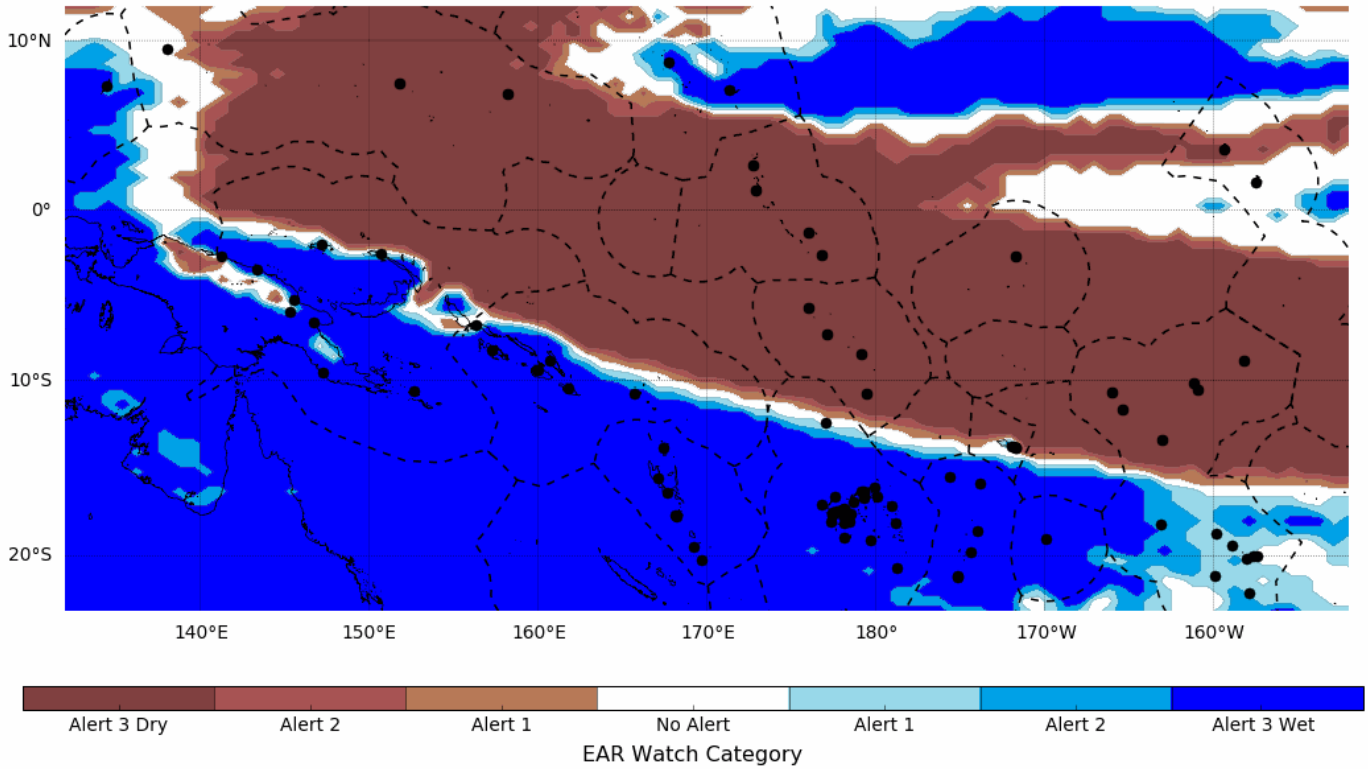 10°N
0°
10°S
20°S
140°E 150°E 160°E 170°E 180° 170°W 160°W
Alert 3 Dry Alert 2 Alert 1 No Alert Alert 1 Alert 2 Alert 3 Wet
EAR Watch Category